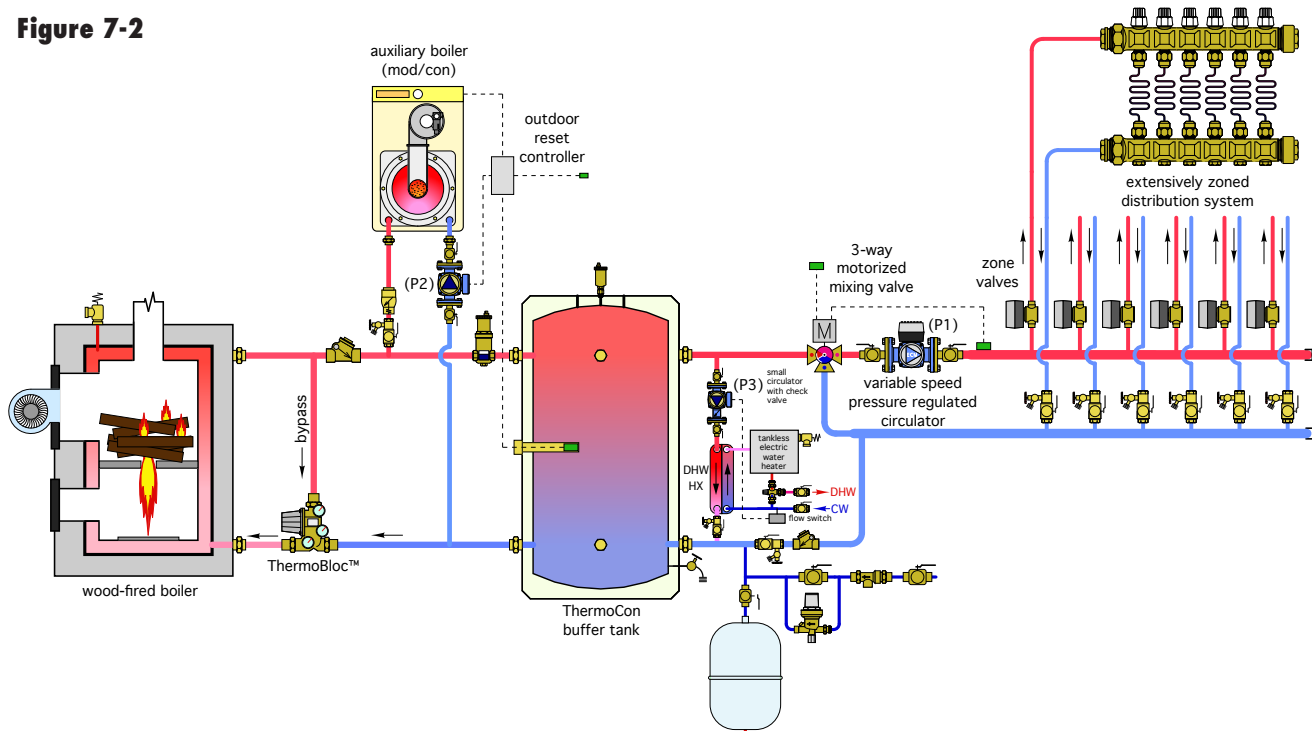 Figure 7-2
auxiliary boiler
(mod/con)
outdoor
reset
controller
(P2)
extensively zoned
distribution system
3-way
motorized
mixing valve
zone
valves
M
(P1)
variable speed
pressure regulated
circulator
(P3)
small
circulator
with check
valve
bypass
tankless
electric
water
heater
DHW
HX
DHW
CW
flow switch
ThermoBloc™
wood-fired boiler
ThermoCon
buffer tank